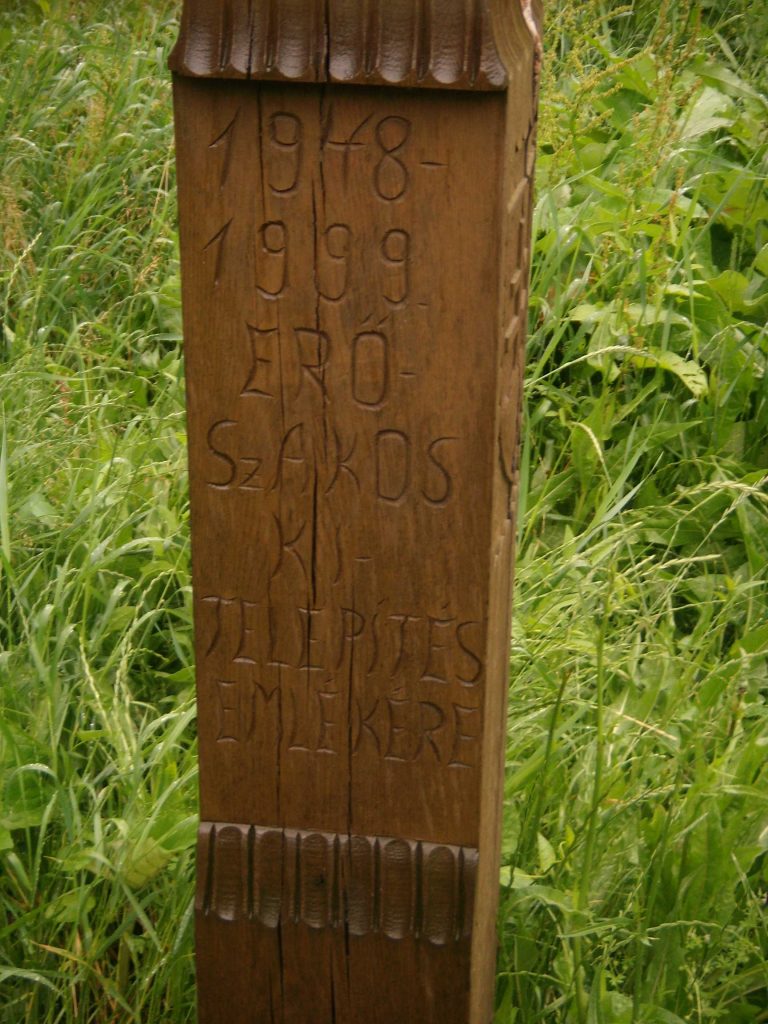 1948-
1999.
ERŐ-
SZAKOS
KI-
TELEPÍTÉS
EMLÉKÉRE